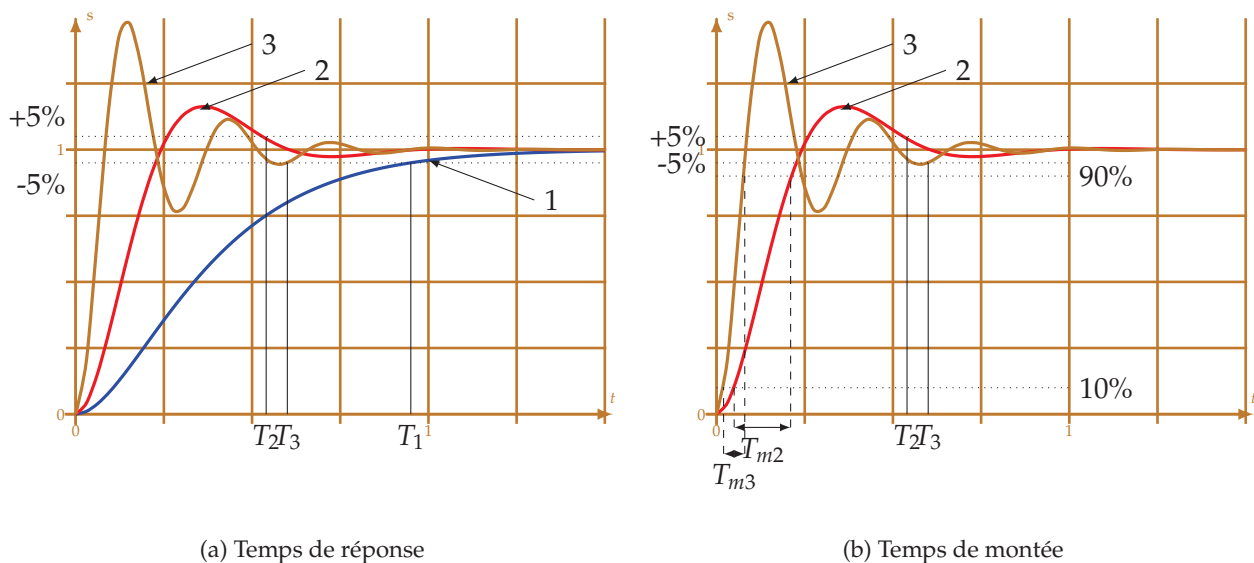 s
3
2
+5%
1
-5%
1
0
t
0
T2T3
T1
1
(a) Temps de réponse
s
3
2
+5%
1
-5%
90%
10%
0
t
0
T2T3
1
Tm2
Tm3
(b) Temps de montée